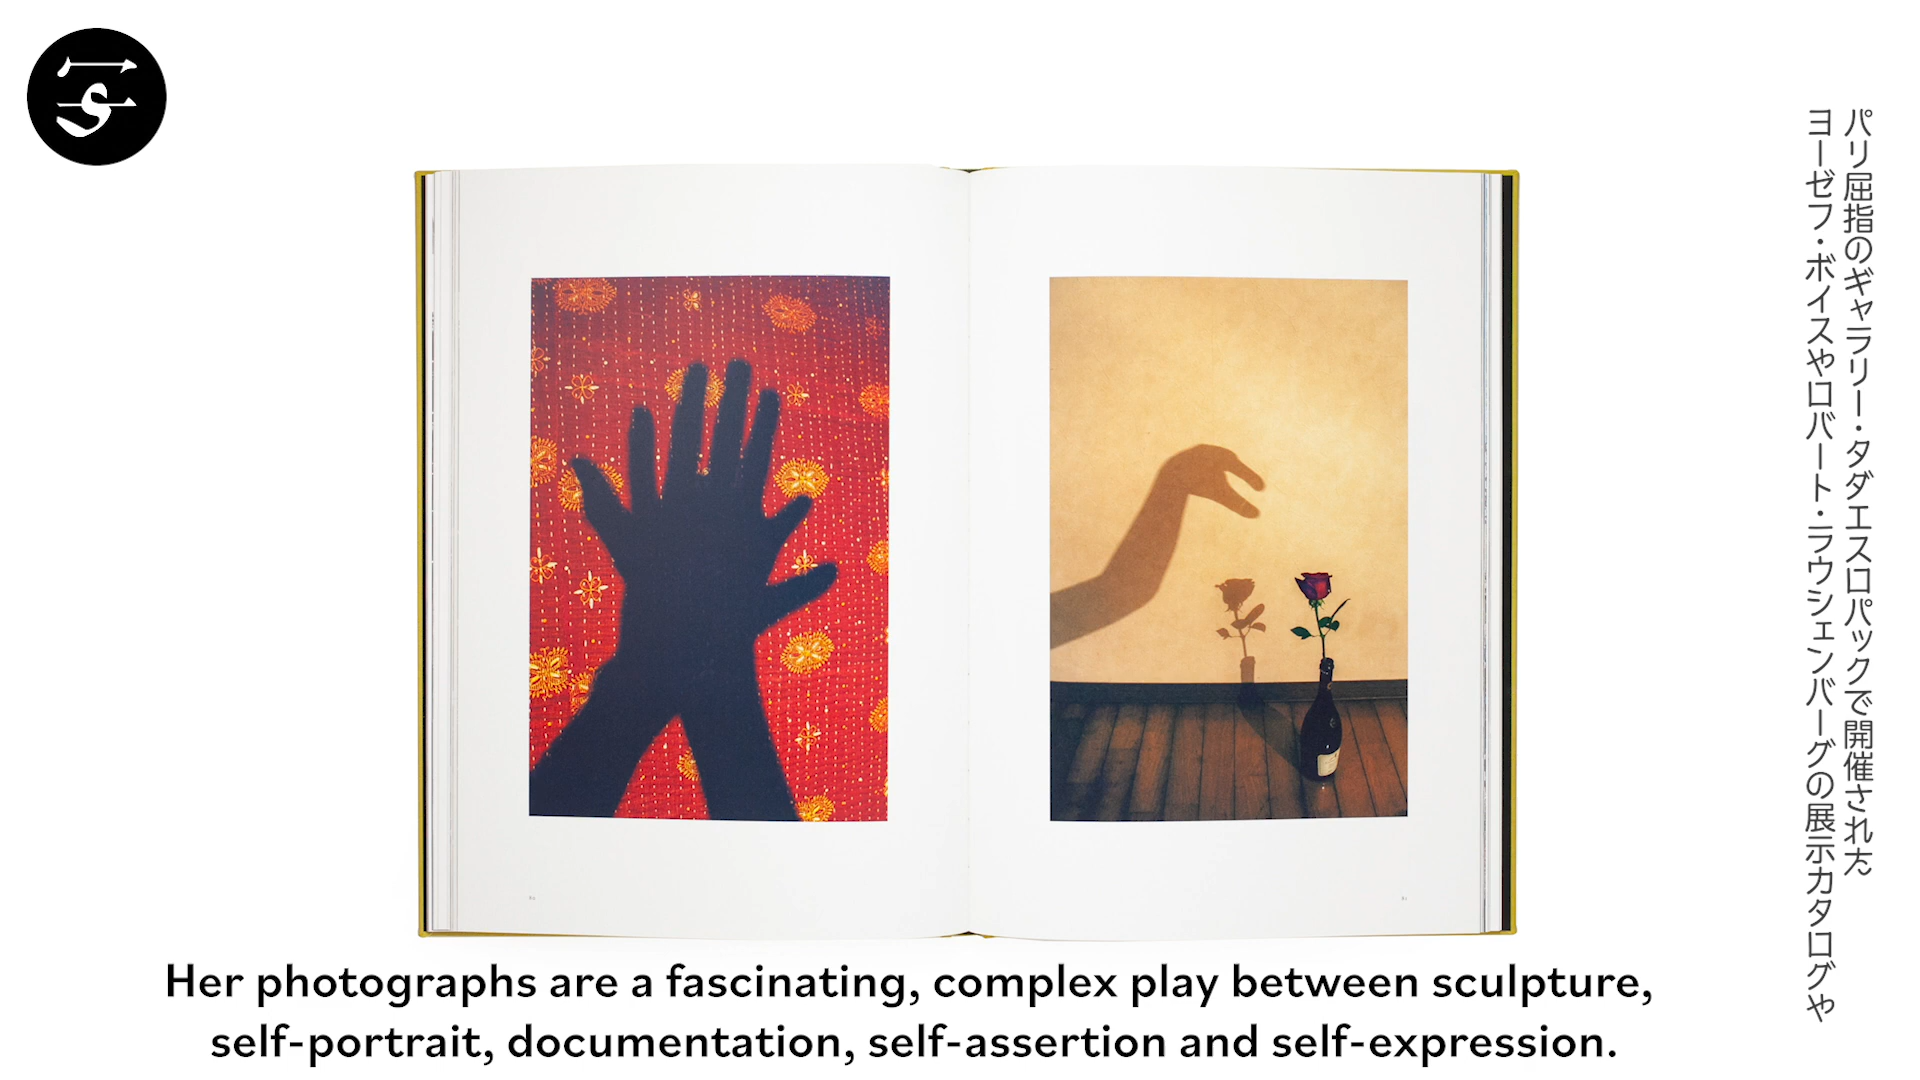 パリ屈指のギャラリー・タダエスロパックで開催された
ヨーゼフ・ボイスやロバート・ラウシェンバーグの展示カタログや
Her photographs are a fascinating, complex play between sculpture,
self-portrait, documentation, self-assertion and self-expression.